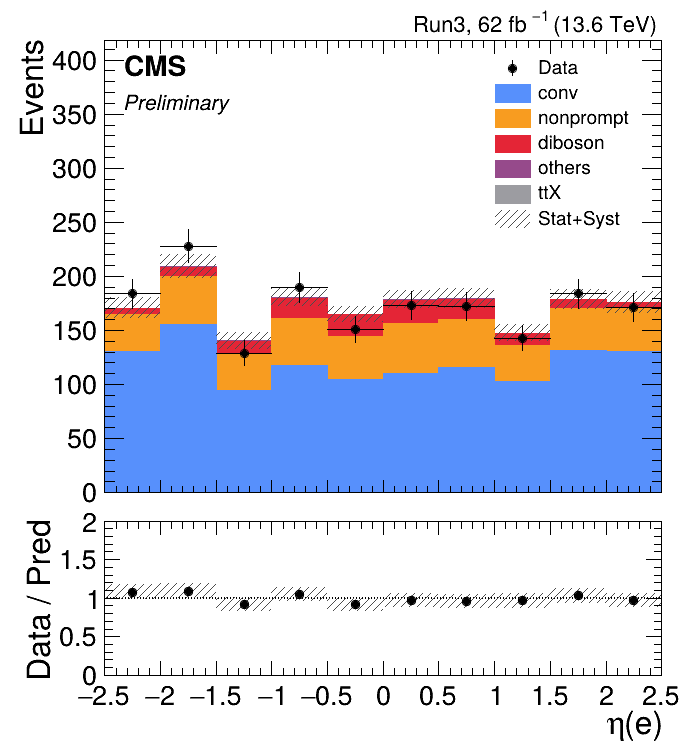 Run3, 62 fb⁻¹ (13.6 TeV)
Events
400
350
300
250
200
150
100
50
0
CMS
Preliminary
Data
conv
nonprompt
diboson
others
ttX
Stat+Syst
Data / Pred
2
1.5
1
0.5
0
−2.5 −2 −1.5 −1 −0.5 0 0.5 1 1.5 2 2.5
η(e)